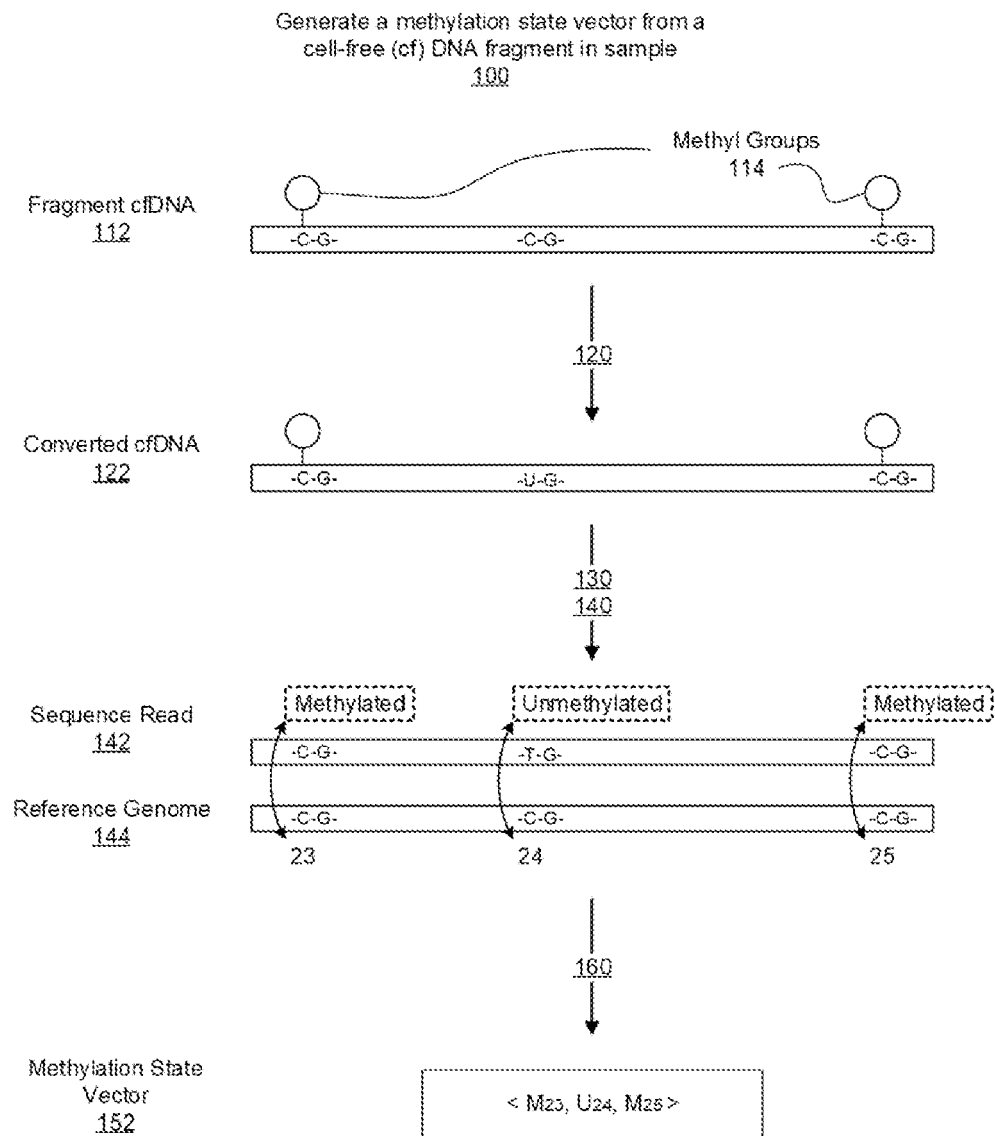 Generate a methylation state vector from a
cell-free (cf) DNA fragment in sample
100
Methyl Groups
114
Fragment cfDNA
112
-C-G- -C-G- -C-G-
120
Converted cfDNA
122
-C-G- -U-G- -C-G-
130
140
Methylated Unmethylated Methylated
Sequence Read
142
-C-G- -T-G- -C-G-
Reference Genome
144
-C-G- -C-G- -C-G-
23 24 25
160
Methylation State
Vector
152
< M23, U24, M25 >